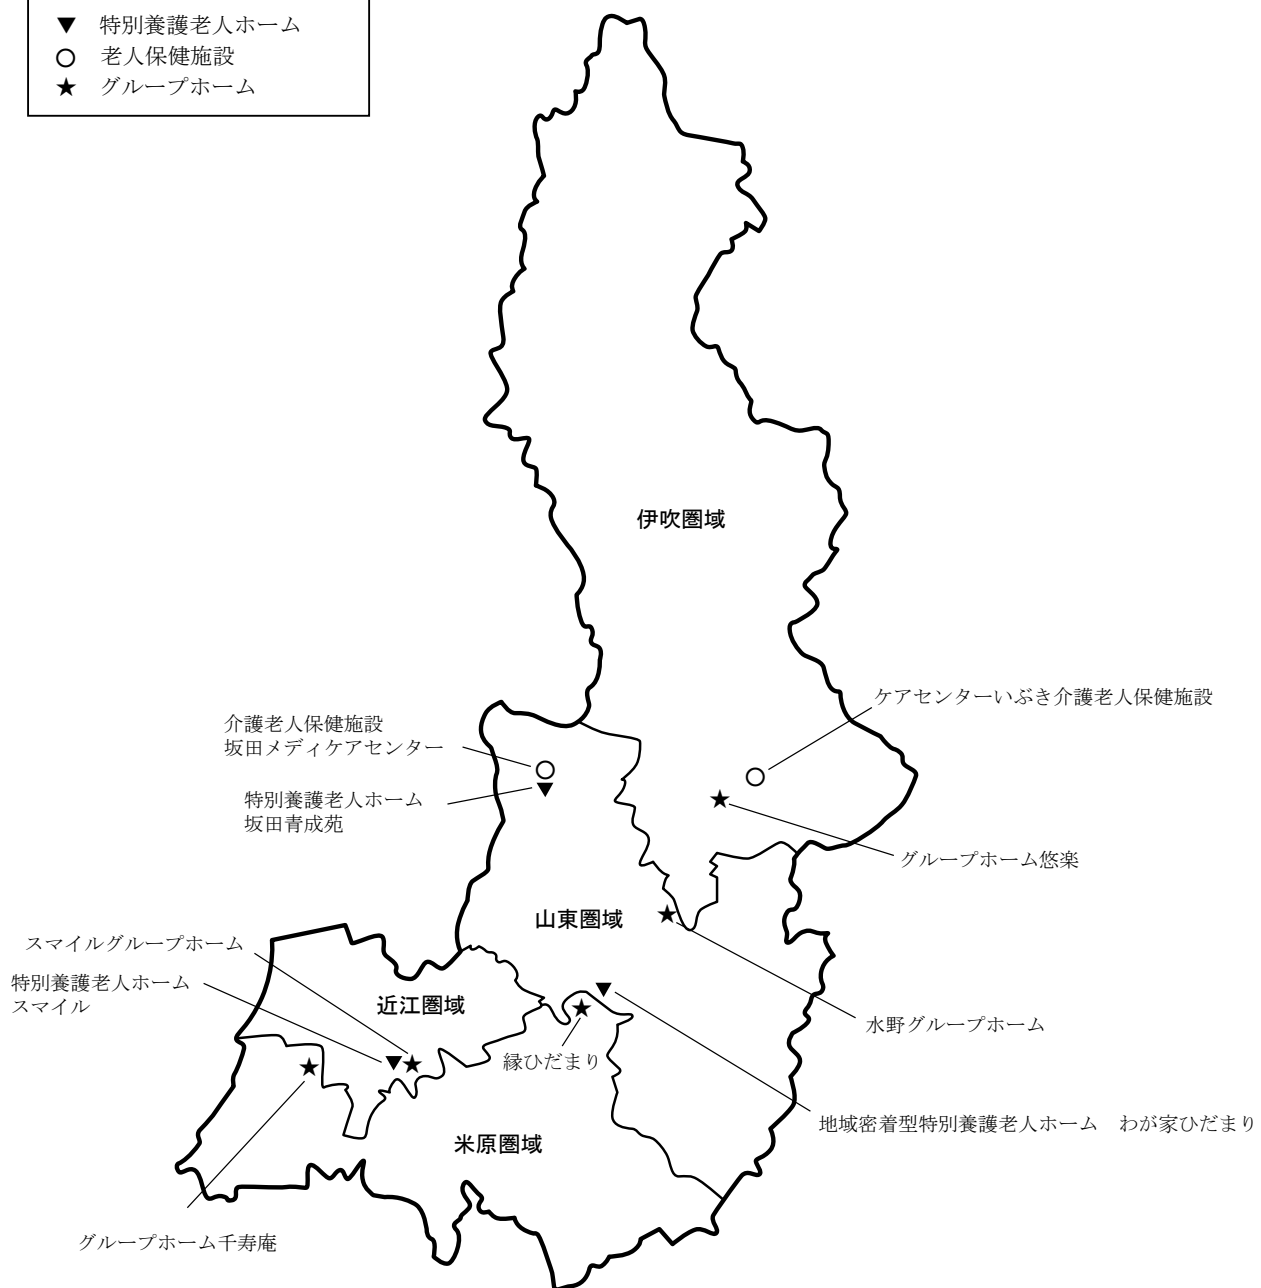 ▼ 特別養護老人ホーム
○ 老人保健施設
★ グループホーム
伊吹圏域
ケアセンターいぶき介護老人保健施設
介護老人保健施設
坂田メディケアセンター
特別養護老人ホーム
坂田青成苑
グループホーム悠楽
山東圏域
スマイルグループホーム
特別養護老人ホーム
スマイル
近江圏域
水野グループホーム
縁ひだまり
地域密着型特別養護老人ホーム　わが家ひだまり
米原圏域
グループホーム千寿庵